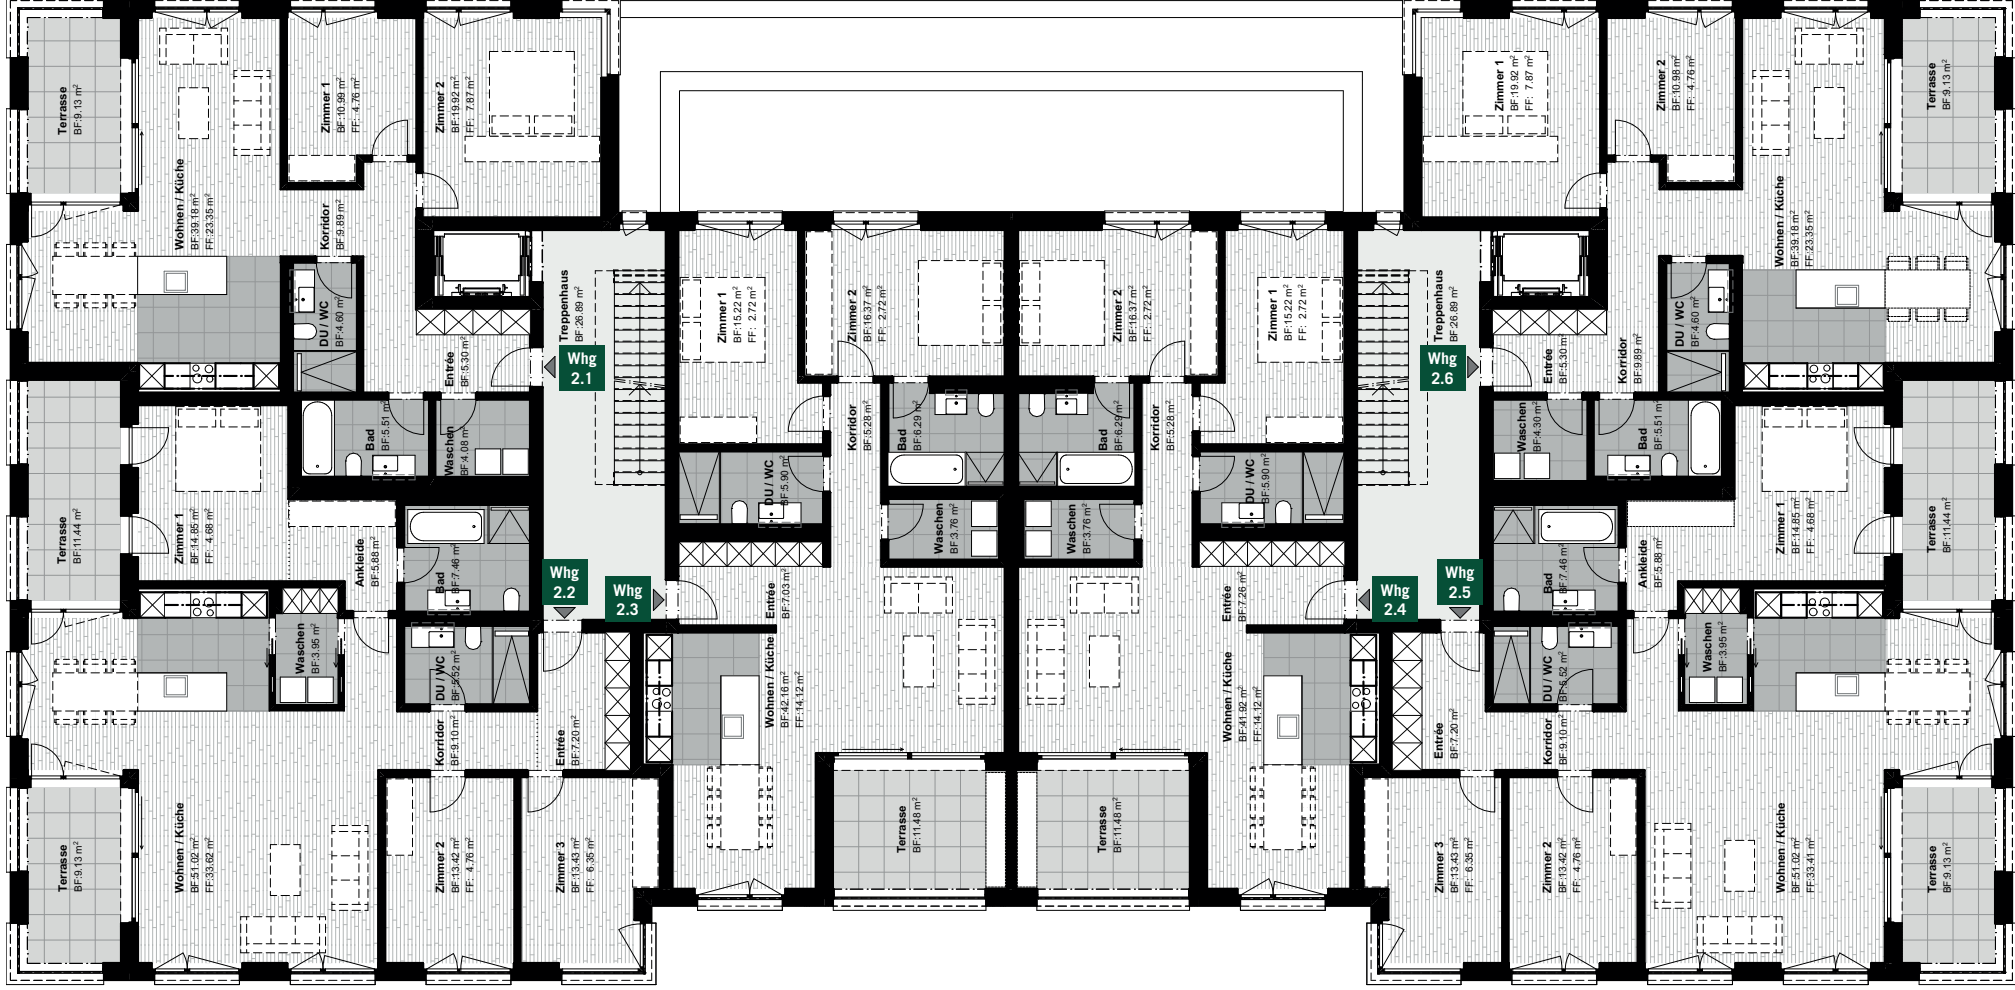 Terrasse
BF:9.13 m²
Wohnen / Küche
BF:39.18 m²
FF:23.35 m²
Zimmer 1
BF:10.99 m²
FF: 4.76 m²
Zimmer 2
BF:19.92 m²
FF: 7.87 m²
Korridor
BF:9.89 m²
DU / WC
BF:4.60 m²
Entrée
BF:5.30 m²
Bad
BF:5.51 m²
Waschen
BF:4.08 m²
Treppenhaus
BF:26.89 m²
Whg
2.1
Terrasse
BF:11.44 m²
Zimmer 1
BF:14.85 m²
FF: 4.68 m²
Ankleide
BF:5.88 m²
Bad
BF:7.46 m²
Waschen
BF:3.95 m²
DU / WC
BF:5.52 m²
Korridor
BF:9.10 m²
Entrée
BF:7.20 m²
Terrasse
BF:9.13 m²
Wohnen / Küche
BF:51.02 m²
FF:33.62 m²
Zimmer 2
BF:13.42 m²
FF: 4.76 m²
Zimmer 3
BF:13.43 m²
FF: 6.35 m²
Whg
2.2
Whg
2.3
Zimmer 1
BF:15.22 m²
FF: 2.72 m²
Zimmer 2
BF:16.37 m²
FF: 2.72 m²
Korridor
BF:5.28 m²
Bad
BF:6.29 m²
DU / WC
BF:5.90 m²
Waschen
BF:3.76 m²
Entrée
BF:7.03 m²
Wohnen / Küche
BF:42.16 m²
FF:14.12 m²
Terrasse
BF:11.48 m²
Zimmer 2
BF:16.37 m²
FF: 2.72 m²
Zimmer 1
BF:15.22 m²
FF: 2.72 m²
Bad
BF:6.29 m²
Korridor
BF:5.28 m²
DU / WC
BF:5.90 m²
Waschen
BF:3.76 m²
Entrée
BF:7.26 m²
Wohnen / Küche
BF:41.92 m²
FF:14.12 m²
Terrasse
BF:11.48 m²
Whg
2.4
Whg
2.5
Treppenhaus
BF:26.89 m²
Whg
2.6
Zimmer 1
BF:19.92 m²
FF: 7.87 m²
Zimmer 2
BF:10.98 m²
FF: 4.76 m²
Terrasse
BF:9.13 m²
Wohnen / Küche
BF:39.18 m²
FF:23.35 m²
DU / WC
BF:4.60 m²
Entrée
BF:5.30 m²
Korridor
BF:9.89 m²
Waschen
BF:4.30 m²
Bad
BF:5.51 m²
Zimmer 1
BF:14.85 m²
FF: 4.68 m²
Terrasse
BF:11.44 m²
Bad
BF:7.46 m²
Ankleide
BF:5.88 m²
DU / WC
BF:5.52 m²
Waschen
BF:3.95 m²
Entrée
BF:7.20 m²
Korridor
BF:9.10 m²
Zimmer 3
BF:13.43 m²
FF: 6.35 m²
Zimmer 2
BF:13.42 m²
FF: 4.76 m²
Wohnen / Küche
BF:51.02 m²
FF:33.41 m²
Terrasse
BF:9.13 m²